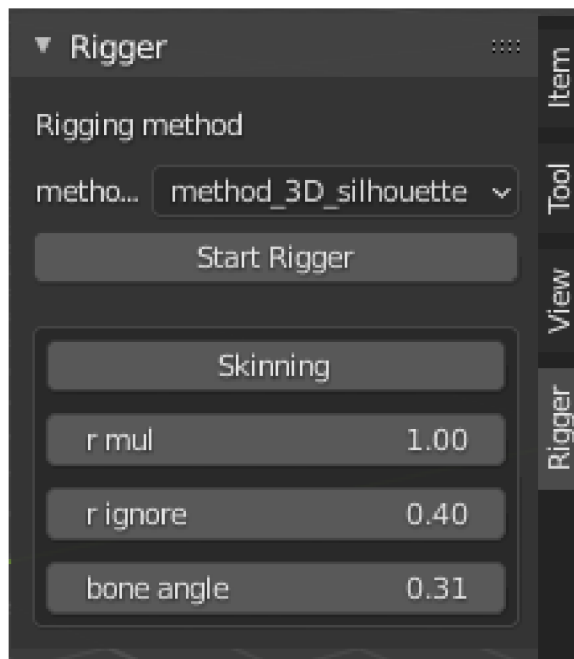 Rigger
Rigging method
metho... method_3D_silhouette
Start Rigger
Skinning
r mul 1.00
r ignore 0.40
bone angle 0.31
Item
Tool
View
Rigger